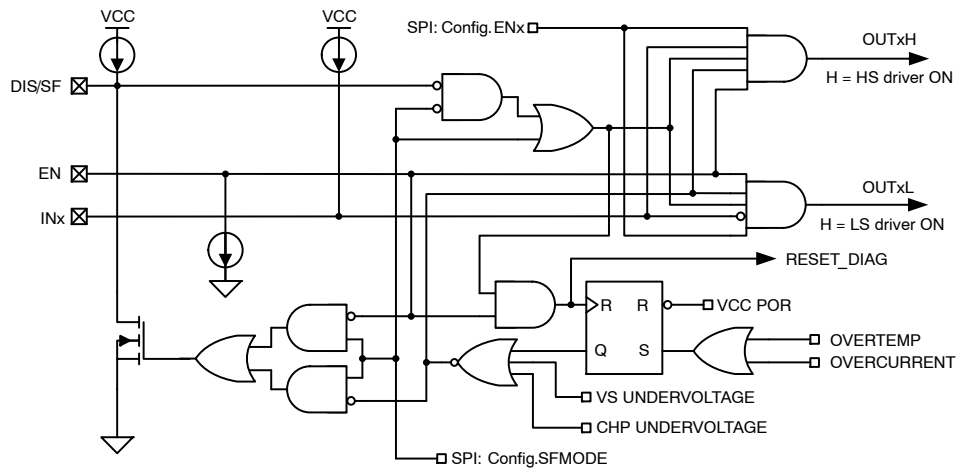 VCC
VCC
SPI: Config.ENx
OUTxH
H = HS driver ON
DIS/SF
EN
OUTxL
INx
H = LS driver ON
RESET_DIAG
R
R
VCC POR
Q
S
OVERTEMP
OVERCURRENT
VS UNDERVOLTAGE
CHP UNDERVOLTAGE
SPI: Config.SFMODE